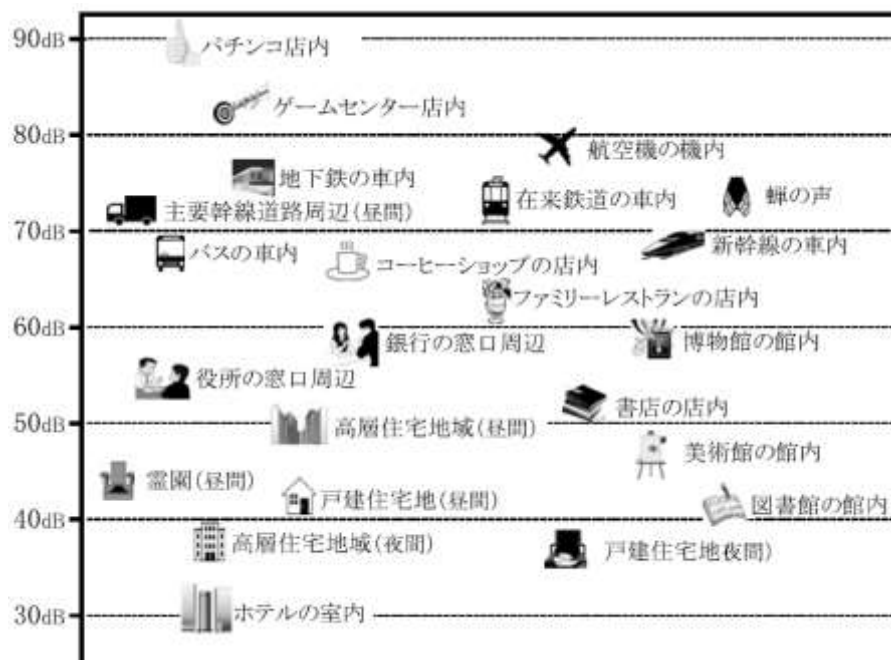 90dB
パチンコ店内
ゲームセンター店内
80dB
航空機の機内
地下鉄の車内
在来鉄道の車内
蝉の声
主要幹線道路周辺(昼間)
70dB
バスの車内
新幹線の車内
コーヒーショップの店内
ファミリーレストランの店内
60dB
銀行の窓口周辺
博物館の館内
役所の窓口周辺
書店の店内
50dB
高層住宅地域(昼間)
美術館の館内
霊園(昼間)
戸建住宅地(昼間)
図書館の館内
40dB
高層住宅地域(夜間)
戸建住宅地夜間)
30dB
ホテルの室内